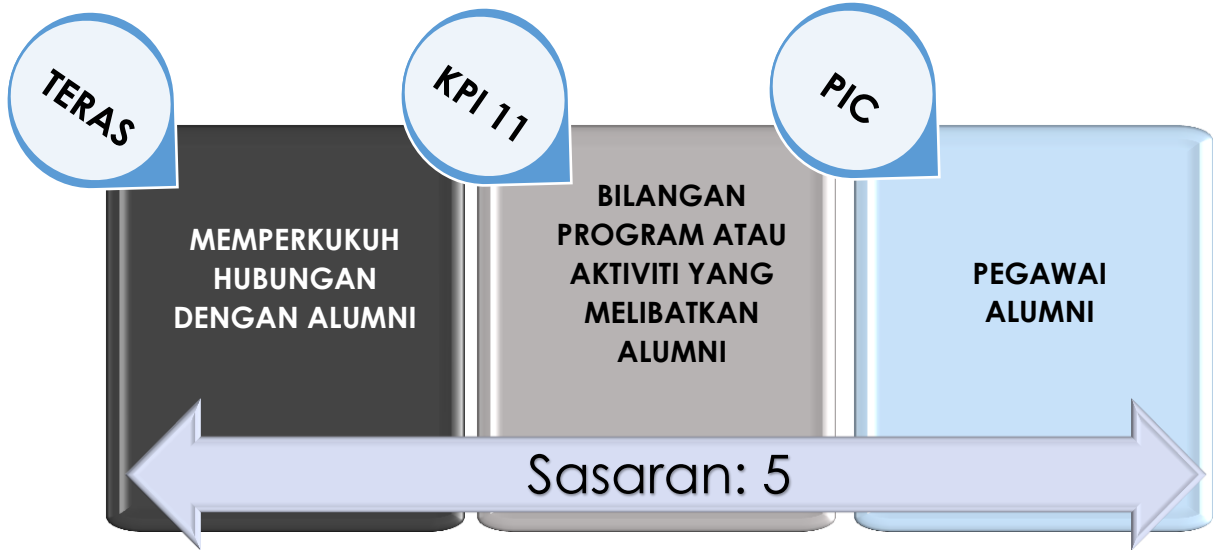 TERAS
MEMPERKUKUH
HUBUNGAN
DENGAN ALUMNI
KPI 11
BILANGAN
PROGRAM ATAU
AKTIVITI YANG
MELIBATKAN
ALUMNI
PIC
PEGAWAI
ALUMNI
Sasaran: 5